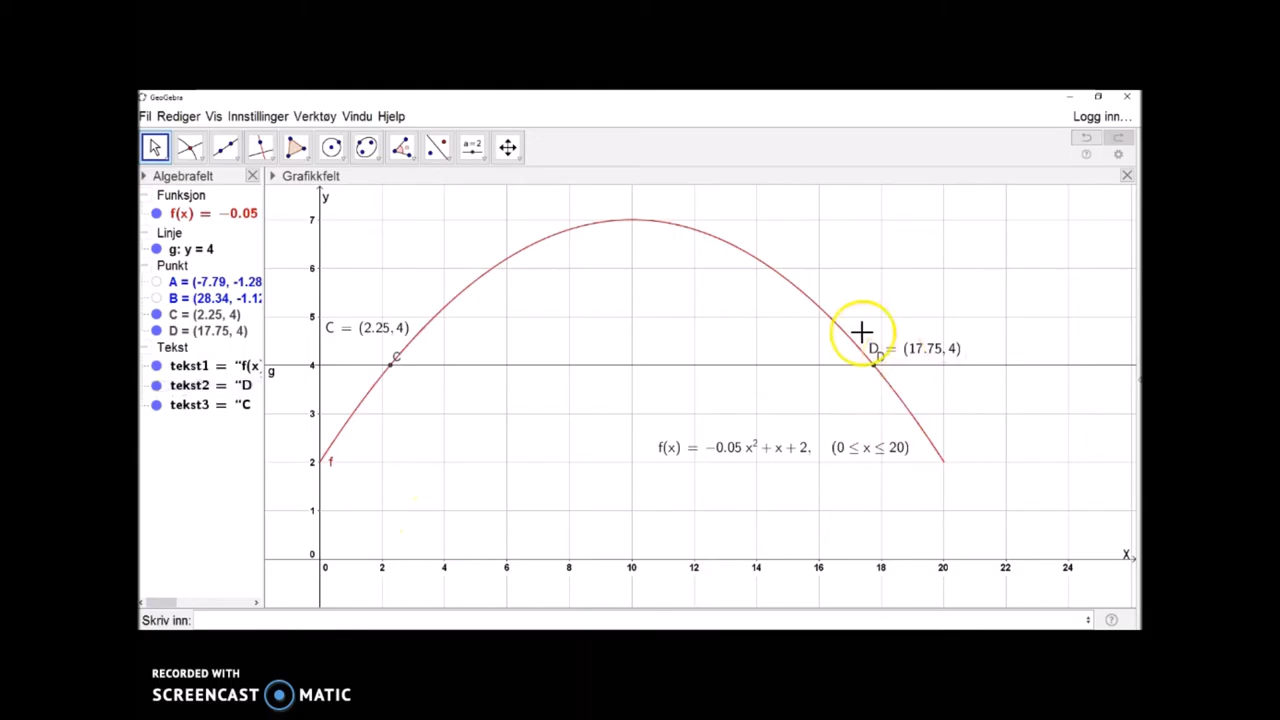 GeoGebra
Fil Rediger Vis Innstillinger Verktøy Vindu Hjelp
Logg inn...
a=2
Algebrafelt
Grafikkfelt
Funksjon
f(x) = −0.05
Linje
g: y = 4
Punkt
A = (-7.79, -1.28
B = (28.34, -1.12
C = (2.25, 4)
D = (17.75, 4)
Tekst
tekst1 = "f(x)
tekst2 = "D
tekst3 = "C
y
7
6
5
4
3
2
1
0
C = (2.25, 4)
C
D = (17.75, 4)
D
g
f(x) = −0.05 x² + x + 2, (0 ≤ x ≤ 20)
f
0 2 4 6 8 10 12 14 16 18 20 22 24
X
Skriv inn:
RECORDED WITH
SCREENCAST MATIC